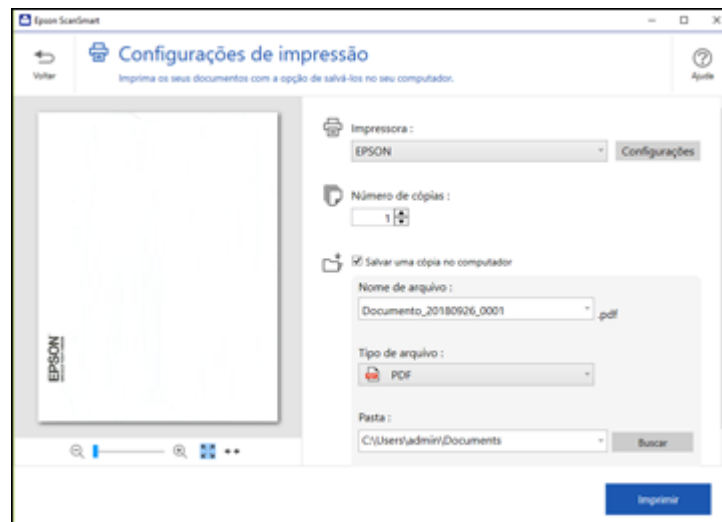 Epson ScanSmart
Voltar
Configurações de impressão
Imprima os seus documentos com a opção de salvá-los no seu computador.
Ajuda
Impressora :
EPSON
Configurações
Número de cópias :
1
Salvar uma cópia no computador
Nome de arquivo :
Documento_20180926_0001
.pdf
Tipo de arquivo :
PDF
Pasta :
C:\Users\admin\Documents
Buscar
EPSON
Imprimir